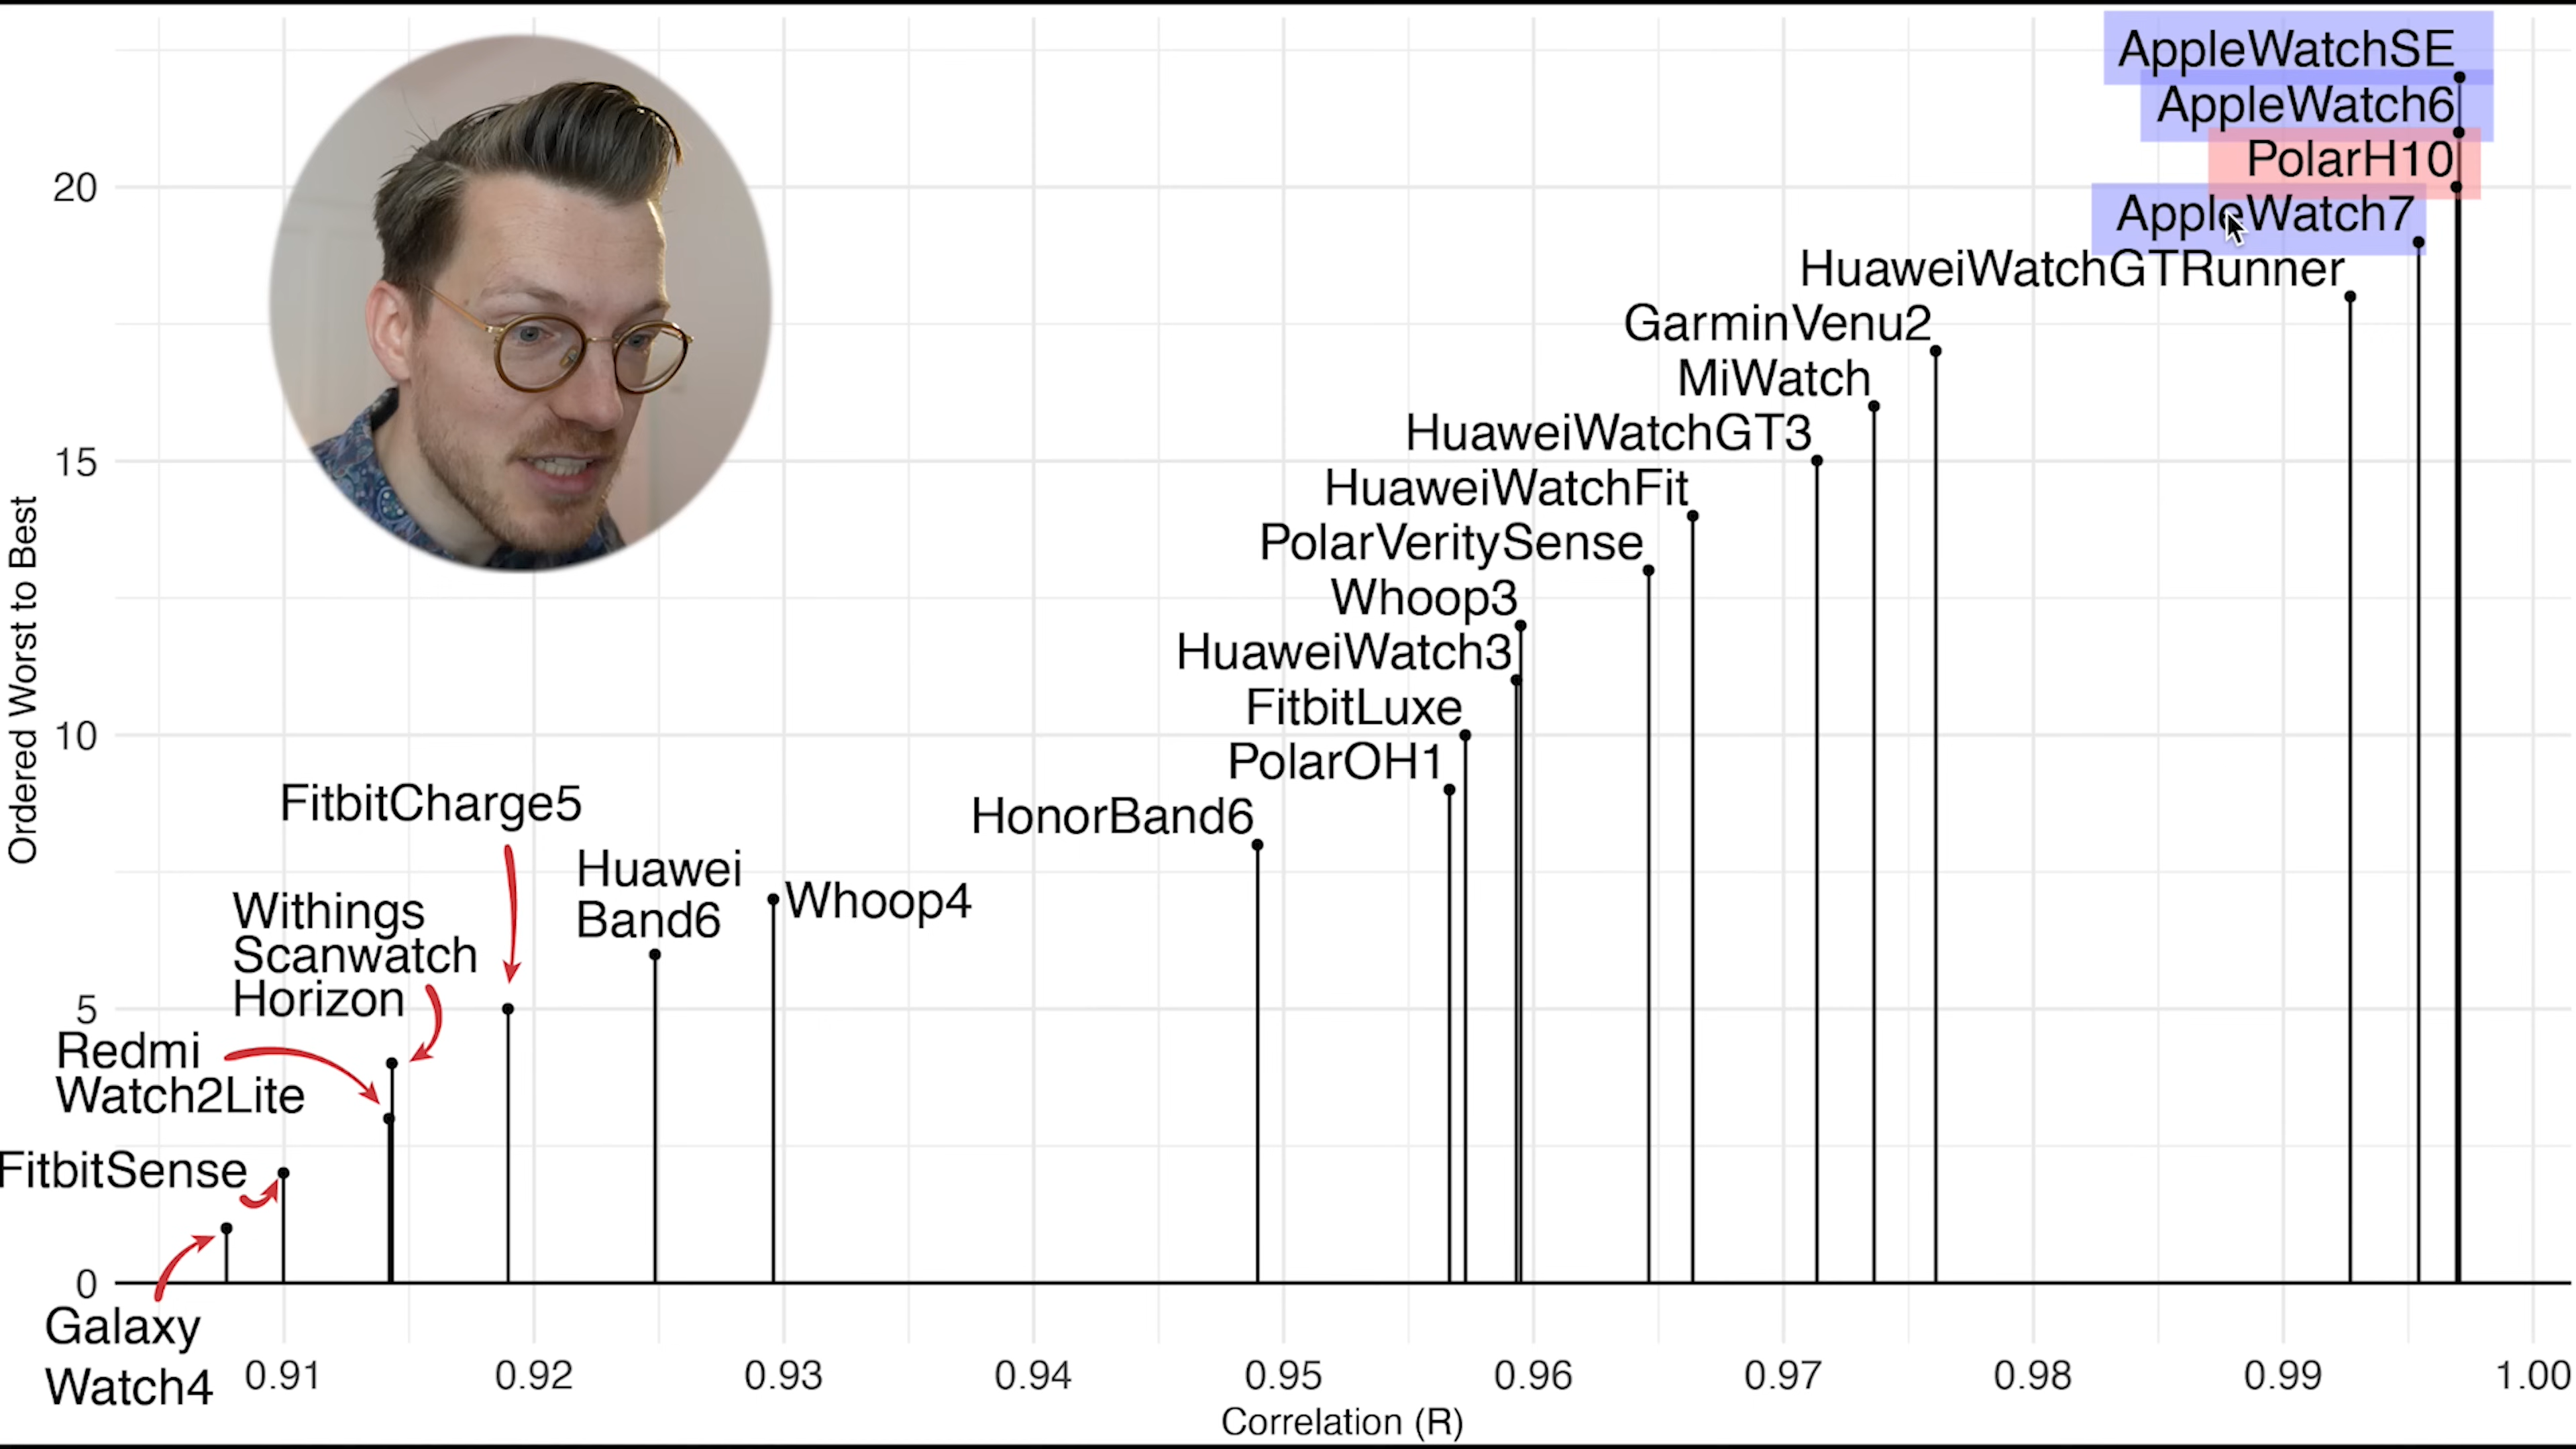 AppleWatchSE
AppleWatch6
PolarH10
AppleWatch7
HuaweiWatchGTRunner
GarminVenu2
MiWatch
HuaweiWatchGT3
HuaweiWatchFit
PolarVeritySense
Whoop3
HuaweiWatch3
FitbitLuxe
PolarOH1
HonorBand6
Whoop4
Huawei
Band6
FitbitCharge5
Withings
Scanwatch
Horizon
Redmi
Watch2Lite
FitbitSense
Galaxy
Watch4
Ordered Worst to Best
20
15
10
5
0
0.91 0.92 0.93 0.94 0.95 0.96 0.97 0.98 0.99 1.00
Correlation (R)